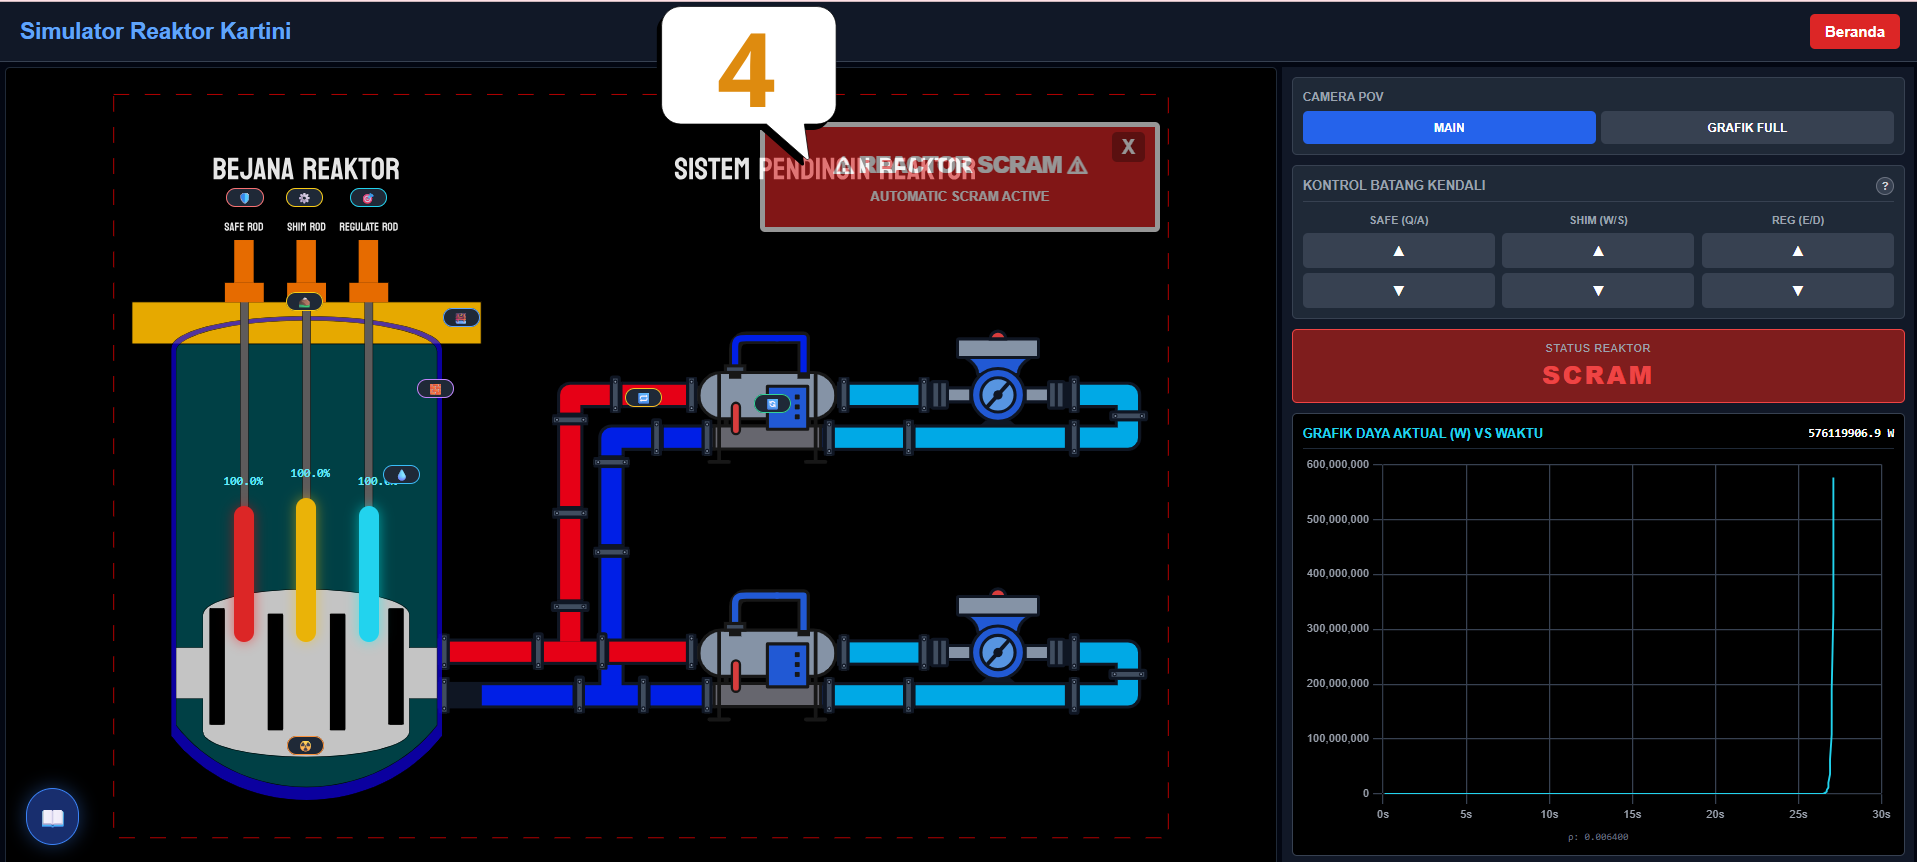 Simulator Reaktor Kartini
Beranda
4
BEJANA REAKTOR
SAFE ROD
SHIM ROD
REGULATE ROD
SISTEM PENDINGIN REAKTOR
⚠ REACTOR SCRAM ⚠
AUTOMATIC SCRAM ACTIVE
X
100.0%
100.0%
100.
CAMERA POV
MAIN
GRAFIK FULL
KONTROL BATANG KENDALI
?
SAFE (Q/A)
SHIM (W/S)
REG (E/D)
▲
▲
▲
▼
▼
▼
STATUS REAKTOR
SCRAM
GRAFIK DAYA AKTUAL (W) VS WAKTU
576119906.9 W
600,000,000
500,000,000
400,000,000
300,000,000
200,000,000
100,000,000
0
0s
5s
10s
15s
20s
25s
30s
ρ: 0.006400